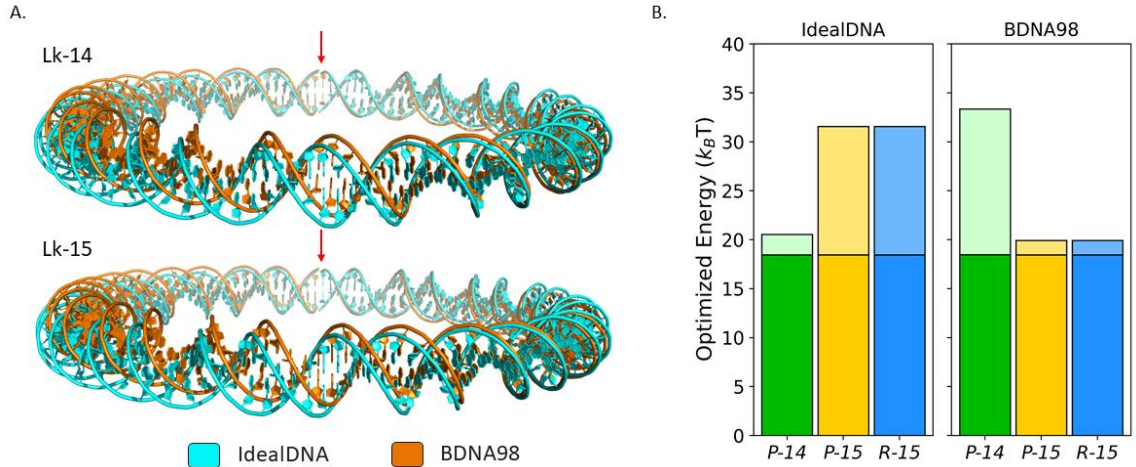 A.
Lk-14
Lk-15
IdealDNA
BDNA98
B.
IdealDNA
BDNA98
Optimized Energy (kBT)
40
35
30
25
20
15
10
5
0
P-14
P-15
R-15
P-14
P-15
R-15